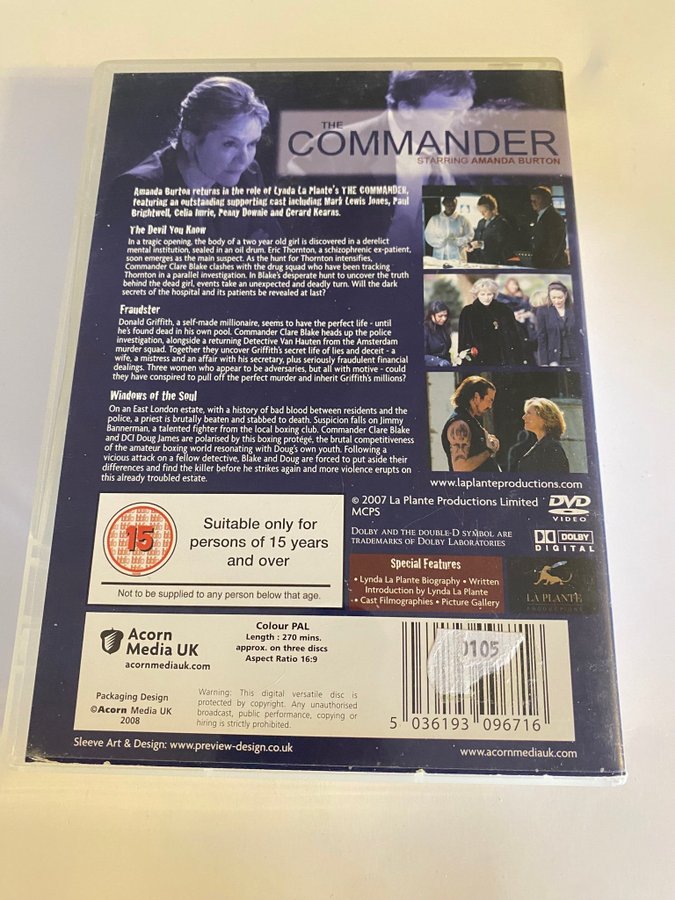 THE
COMMANDER
STARRING AMANDA BURTON
Amanda Burton returns in the role of Lynda La Plante's THE COMMANDER,
featuring an outstanding supporting cast including Mark Lewis Jones, Paul
Brightwell, Celia Imrie, Penny Downie and Gerard Kearns.
The Devil You Know
In a tragic opening, the body of a two year old girl is discovered in a derelict
mental institution, sealed in an oil drum. Eric Thornton, a schizophrenic ex-patient,
soon emerges as the main suspect. As the hunt for Thornton intensifies,
Commander Clare Blake clashes with the drug squad who have been tracking
Thornton in a parallel investigation. In Blake's desperate hunt to uncover the truth
behind the dead girl, events take an unexpected and deadly turn. Will the dark
secrets of the hospital and its patients be revealed at last?
Fraudster
Donald Griffith, a self-made millionaire, seems to have the perfect life - until
he's found dead in his own pool. Commander Clare Blake heads up the police
investigation, alongside a returning Detective Van Hauten from the Amsterdam
murder squad. Together they uncover Griffith's secret life of lies and deceit - a
wife, a mistress and an affair with his secretary, plus seriously fraudulent financial
dealings. Three women who appear to be adversaries, but all with motive - could
they have conspired to pull off the perfect murder and inherit Griffith's millions?
Windows of the Soul
On an East London estate, with a history of bad blood between residents and the
police, a priest is brutally beaten and stabbed to death. Suspicion falls on Jimmy
Bannerman, a talented fighter from the local boxing club. Commander Clare Blake
and DCI Doug James are polarised by this boxing protégé, the brutal competitiveness
of the amateur boxing world resonating with Doug's own youth. Following a
vicious attack on a fellow detective, Blake and Doug are forced to put aside their
differences and find the killer before he strikes again and more violence erupts on
this already troubled estate.
www.laplanteproductions.com
© 2007 La Plante Productions Limited
MCPS
DVD
VIDEO
DOLBY AND THE DOUBLE-D SYMBOL ARE
TRADEMARKS OF DOLBY LABORATORIES
DOLBY
DIGITAL
15
Suitable only for
persons of 15 years
and over
Not to be supplied to any person below that age.
Special Features
• Lynda La Plante Biography • Written
Introduction by Lynda La Plante
• Cast Filmographies • Picture Gallery
LA PLANTE
PRODUCTIONS
Acorn
Media UK
acornmediauk.com
Colour PAL
Length : 270 mins.
approx. on three discs
Aspect Ratio 16:9
Packaging Design
©Acorn Media UK
2008
Warning: This digital versatile disc is
protected by copyright. Any unauthorised
broadcast, public performance, copying or
hiring is strictly prohibited.
0105
5 036193 096716
Sleeve Art & Design: www.preview-design.co.uk
www.acornmediauk.com